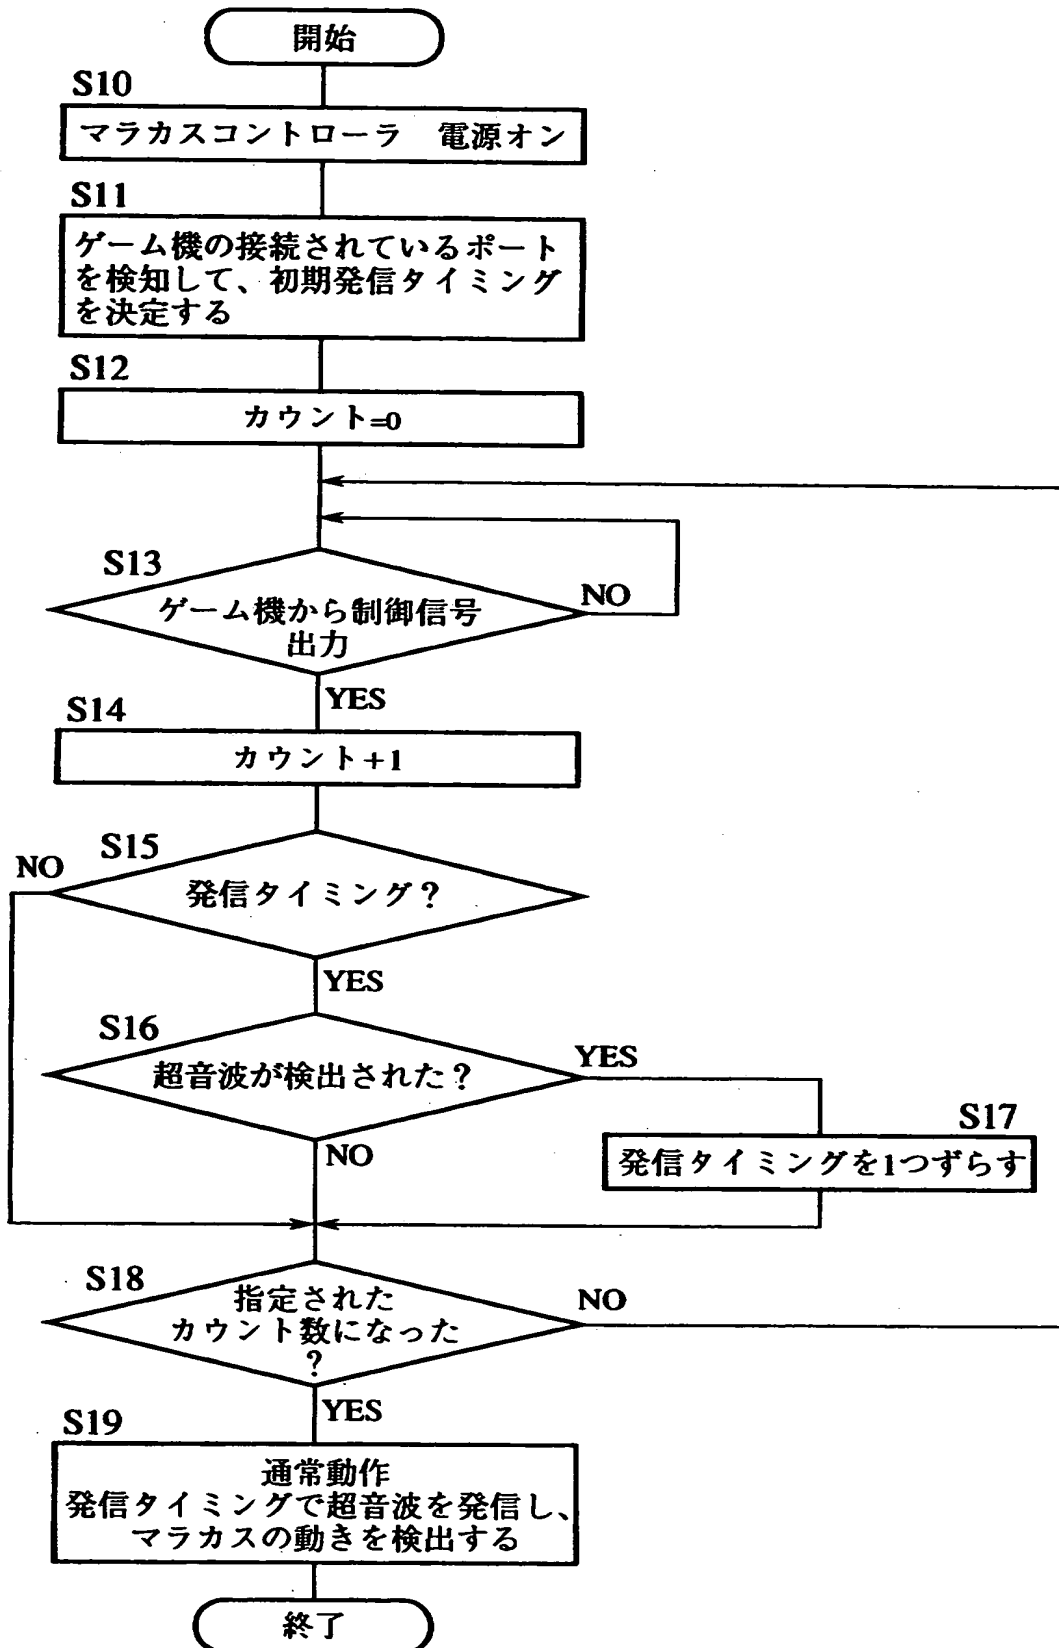 開始
S10
マラカスコントローラ 電源オン
S11
ゲーム機の接続されているポート
を検知して、初期発信タイミング
を決定する
S12
カウント=0
S13
ゲーム機から制御信号
出力
NO
YES
S14
カウント+1
S15
NO
発信タイミング？
YES
S16
超音波が検出された？
YES
NO
S17
発信タイミングを1つずらす
S18
指定された
カウント数になった
？
NO
YES
S19
通常動作
発信タイミングで超音波を発信し、
マラカスの動きを検出する
終了